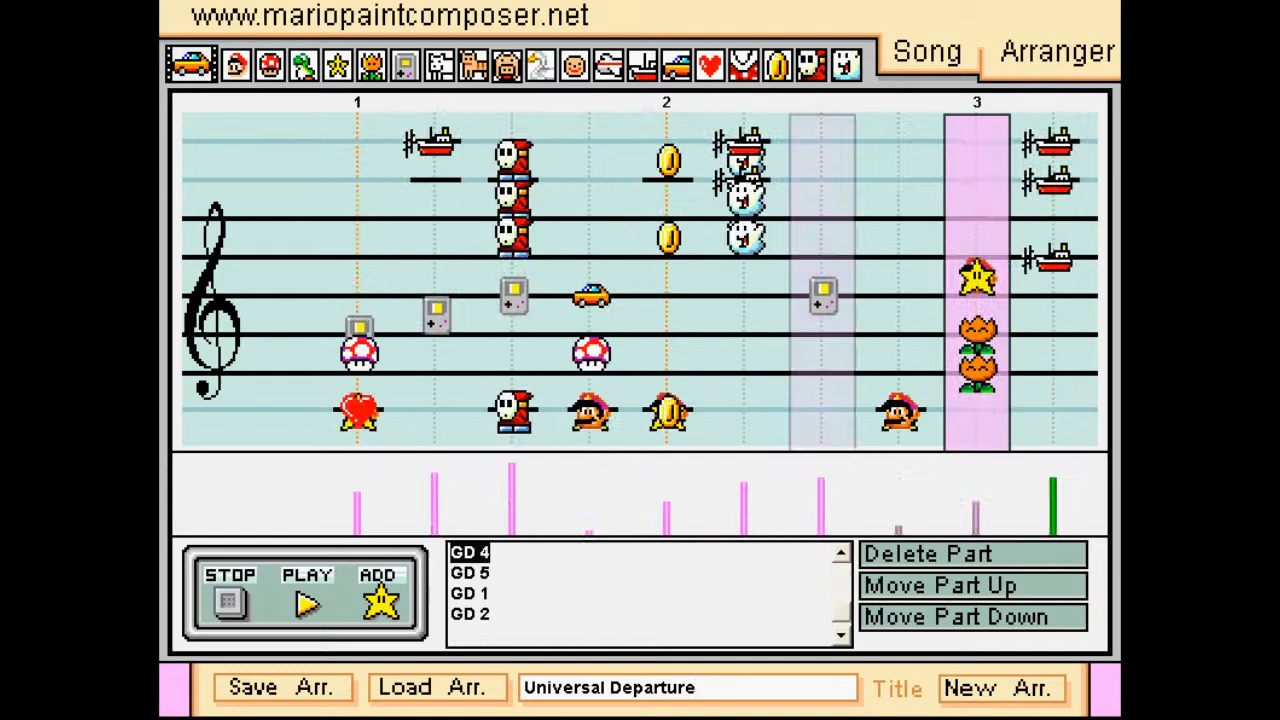 www.mariopaintcomposer.net
Song Arranger
1 2 3
STOP PLAY ADD
GD 4
GD 5
GD 1
GD 2
Delete Part
Move Part Up
Move Part Down
Save Arr. Load Arr. Universal Departure Title New Arr.